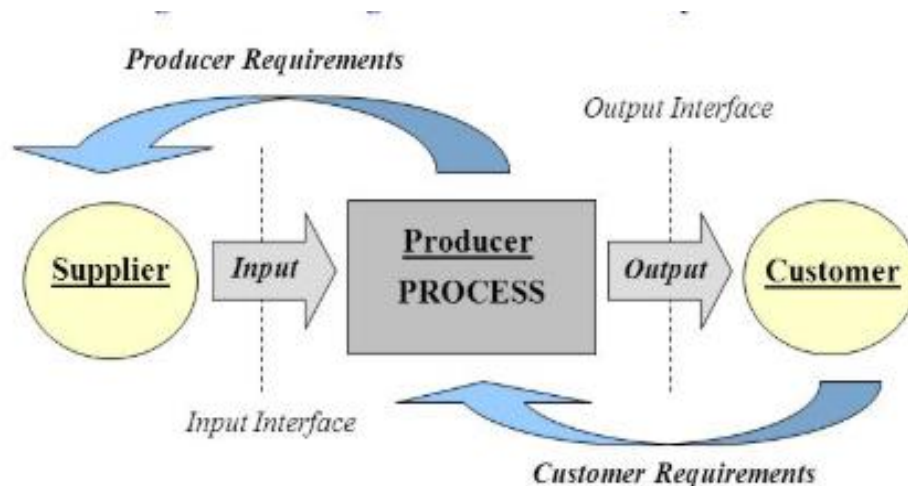 Producer Requirements
Output Interface
Supplier
Input
Producer
PROCESS
Output
Customer
Input Interface
Customer Requirements